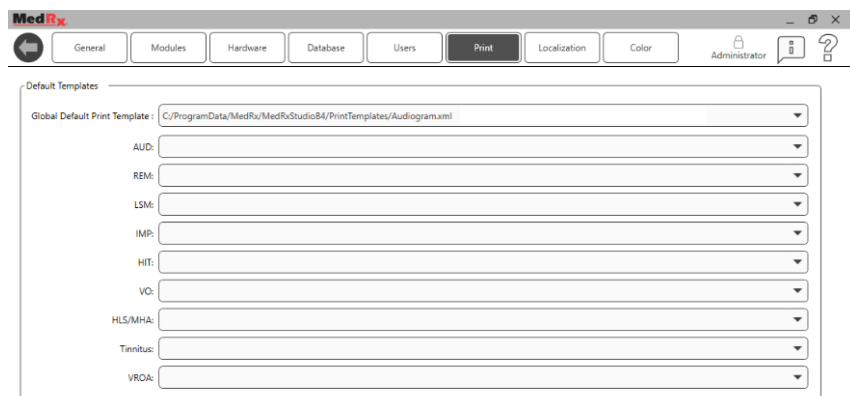 MedRx
General Modules Hardware Database Users Print Localization Color Administrator i ?
Default Templates
Global Default Print Template : C:/ProgramData/MedRx/MedRxStudio84/PrintTemplates/Audiogram.xml
AUD:
REM:
LSM:
IMP:
HIT:
VO:
HLS/MHA:
Tinnitus:
VROA: